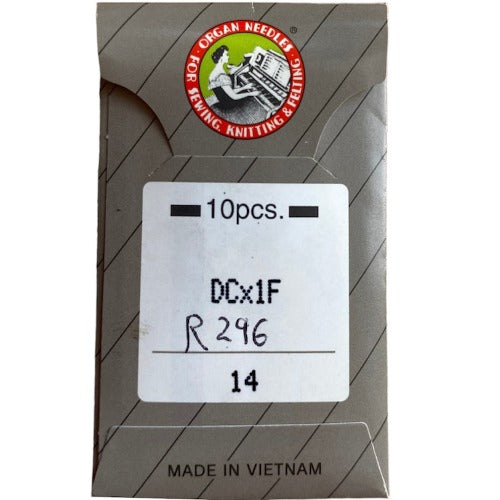 ORGAN NEEDLES
®
FOR SEWING, KNITTING & FELTING
10pcs.
DCx1F
R 296
14
MADE IN VIETNAM